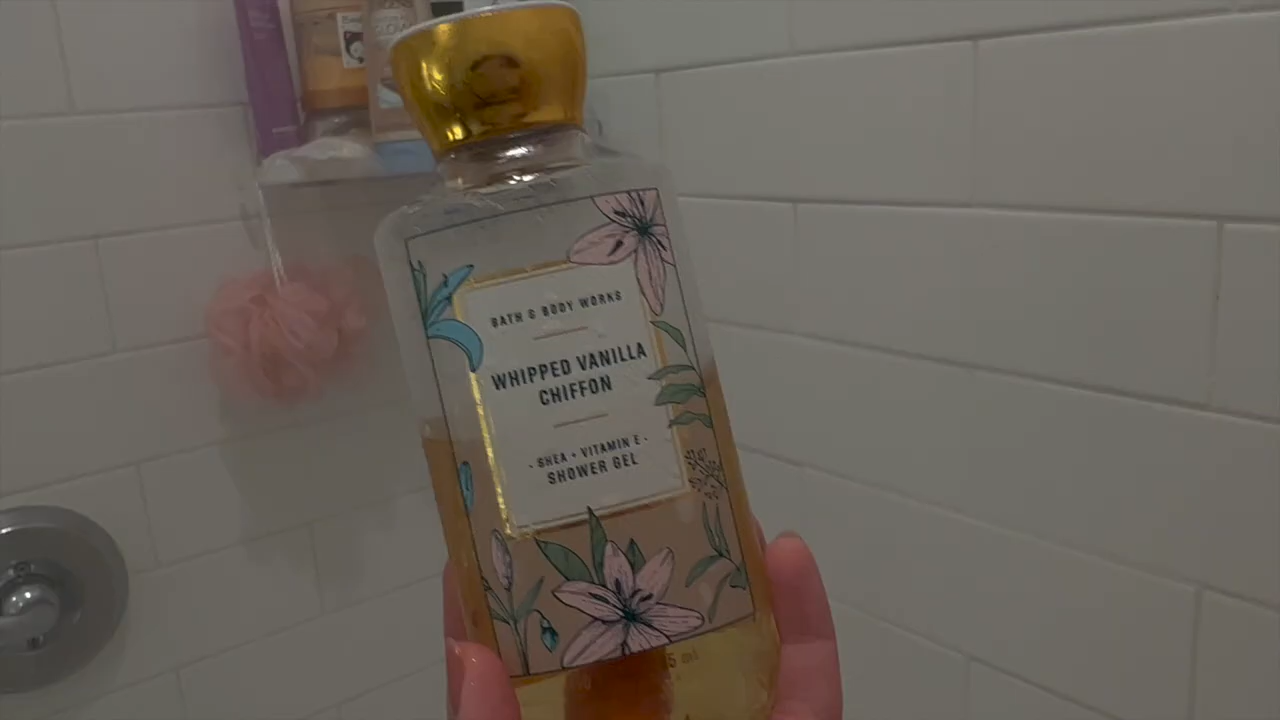 BATH & BODY WORKS
WHIPPED VANILLA
CHIFFON
- SHEA + VITAMIN E -
SHOWER GEL